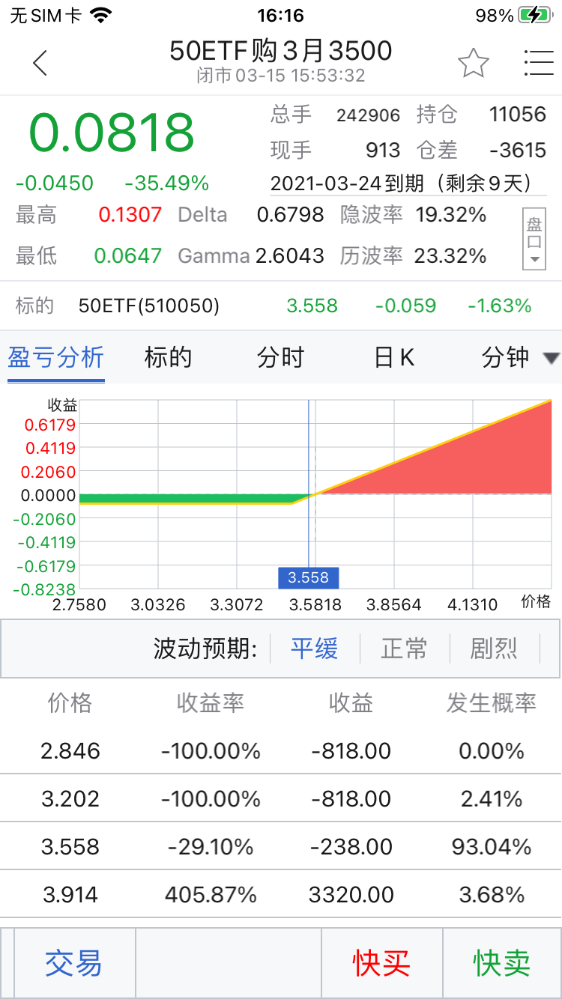 无SIM卡 16:16 98%
50ETF购3月3500
闭市03-15 15:53:32
0.0818
-0.0450 -35.49%
总手 242906 持仓 11056
现手 913 仓差 -3615
2021-03-24到期（剩余9天）
最高 0.1307 Delta 0.6798 隐波率 19.32%
最低 0.0647 Gamma 2.6043 历波率 23.32%
盘口
标的 50ETF(510050) 3.558 -0.059 -1.63%
盈亏分析 标的 分时 日K 分钟
收益
0.6179
0.4119
0.2060
0.0000
-0.2060
-0.4119
-0.6179
-0.8238
3.558
2.7580 3.0326 3.3072 3.5818 3.8564 4.1310 价格
波动预期: 平缓 正常 剧烈
价格 收益率 收益 发生概率
2.846 -100.00% -818.00 0.00%
3.202 -100.00% -818.00 2.41%
3.558 -29.10% -238.00 93.04%
3.914 405.87% 3320.00 3.68%
交易 快买 快卖